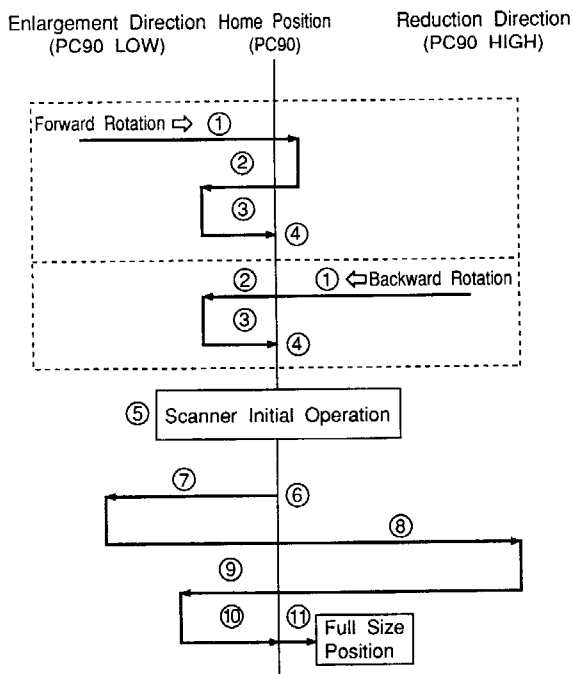 Enlargement Direction Home Position Reduction Direction
(PC90 LOW) (PC90) (PC90 HIGH)
Forward Rotation ⇨ ①
②
③
④
② ① ⇦ Backward Rotation
③
④
⑤ Scanner Initial Operation
⑦ ⑥
⑧
⑨
⑩ ⑪ Full Size
Position